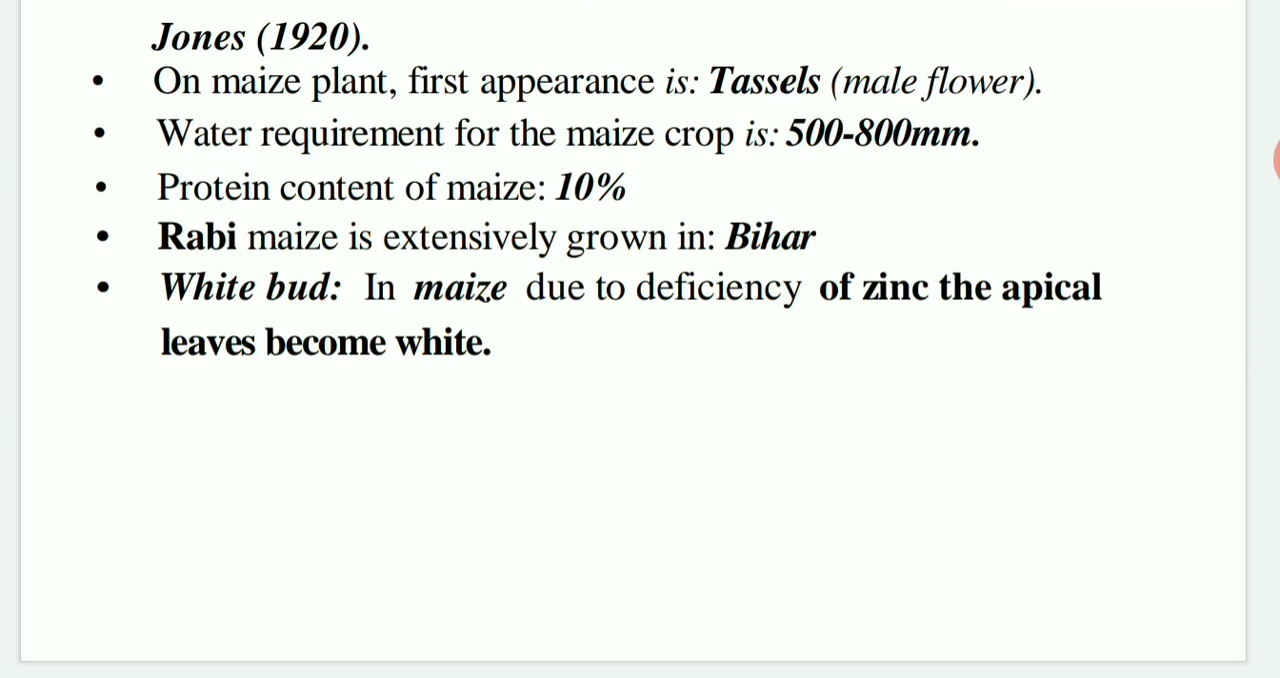 Jones (1920).
• On maize plant, first appearance is: Tassels (male flower).
• Water requirement for the maize crop is: 500-800mm.
• Protein content of maize: 10%
• Rabi maize is extensively grown in: Bihar
• White bud: In maize due to deficiency of zinc the apical
leaves become white.